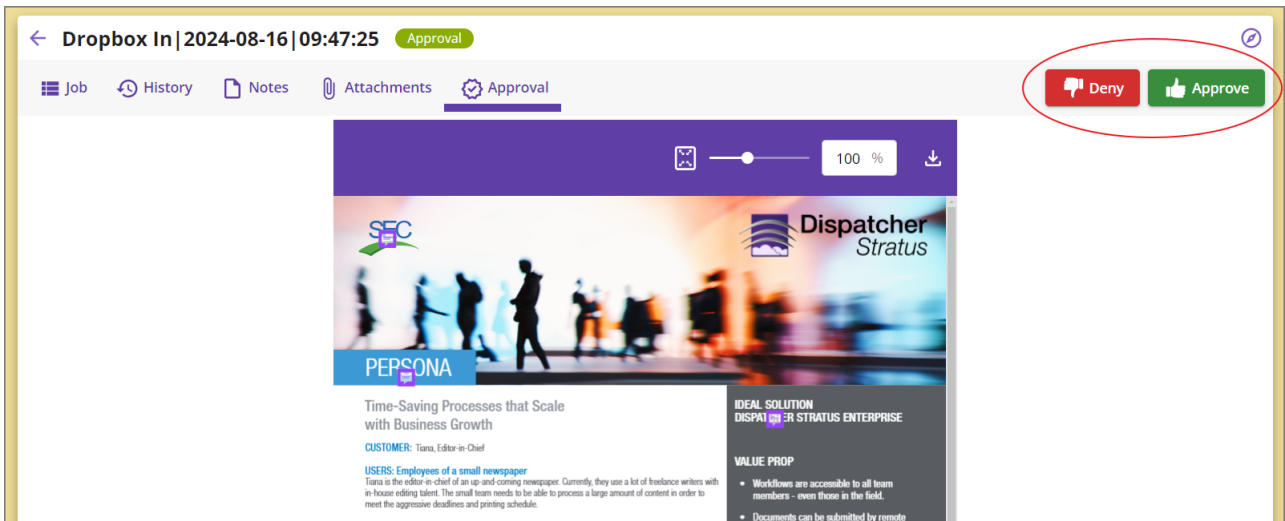 Dropbox In|2024-08-16|09:47:25 Approval
Job History Notes Attachments Approval Deny Approve
100 %
SEC
Dispatcher
Stratus
PERSONA
Time-Saving Processes that Scale
with Business Growth
CUSTOMER: Tiana, Editor-in-Chief
USERS: Employees of a small newspaper
Tiana is the editor-in-chief of an up-and-coming newspaper. Currently, they use a lot of freelance writers with
in-house editing talent. The small team needs to be able to process a large amount of content in order to
meet the aggressive deadlines and printing schedule.
IDEAL SOLUTION
STRATUS ENTERPRISE
VALUE PROP
• Workflows are accessible to all team
members - even those in the field.
• Documents can be submitted by remote